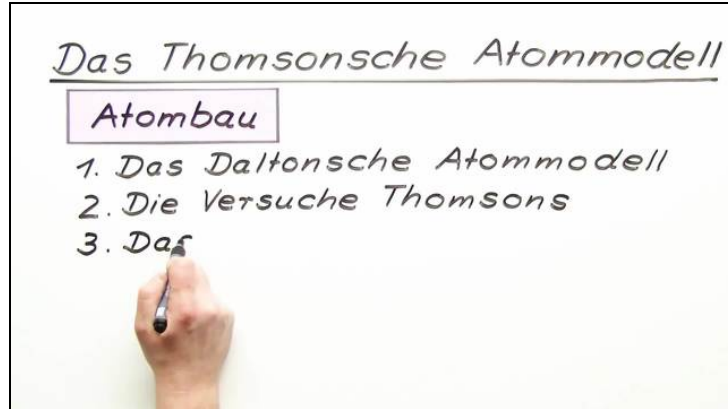 Das Thomsonsche Atommodell
Atombau
1. Das Daltonsche Atommodell
2. Die Versuche Thomsons
3. Das